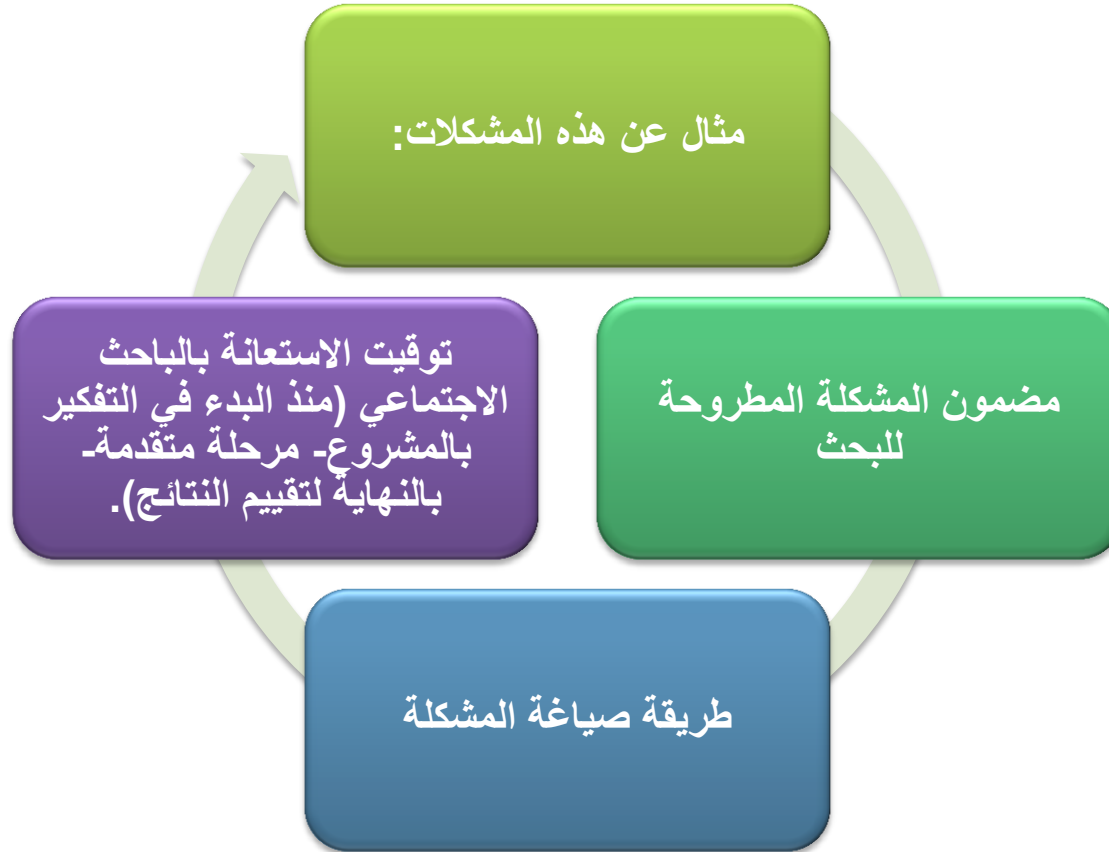 مثال عن هذه المشكلات:
مضمون المشكلة المطروحة
للبحث
طريقة صياغة المشكلة
توقيت الاستعانة بالباحث
الاجتماعي (منذ البدء في التفكير
بالمشروع- مرحلة متقدمة-
بالنهاية لتقييم النتائج).